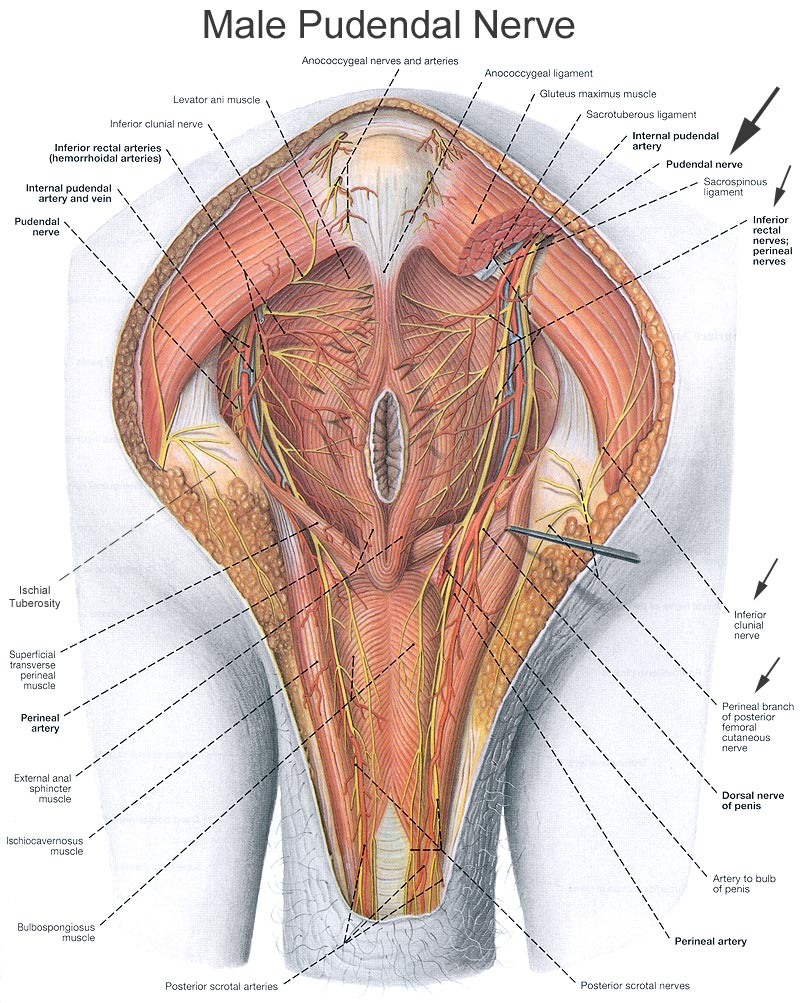 Male Pudendal Nerve
Anococcygeal nerves and arteries
Anococcygeal ligament
Levator ani muscle
Gluteus maximus muscle
Inferior clunial nerve
Sacrotuberous ligament
Inferior rectal arteries
(hemorrhoidal arteries)
Internal pudendal
artery
Pudendal nerve
Internal pudendal
artery and vein
Sacrospinous
ligament
Pudendal
nerve
Inferior
rectal
nerves;
perineal
nerves
Ischial
Tuberosity
Inferior
clunial
nerve
Superficial
transverse
perineal
muscle
Perineal branch
of posterior
femoral
cutaneous
nerve
Perineal
artery
External anal
sphincter
muscle
Dorsal nerve
of penis
Ischiocavernosus
muscle
Artery to bulb
of penis
Bulbospongiosus
muscle
Perineal artery
Posterior scrotal arteries
Posterior scrotal nerves